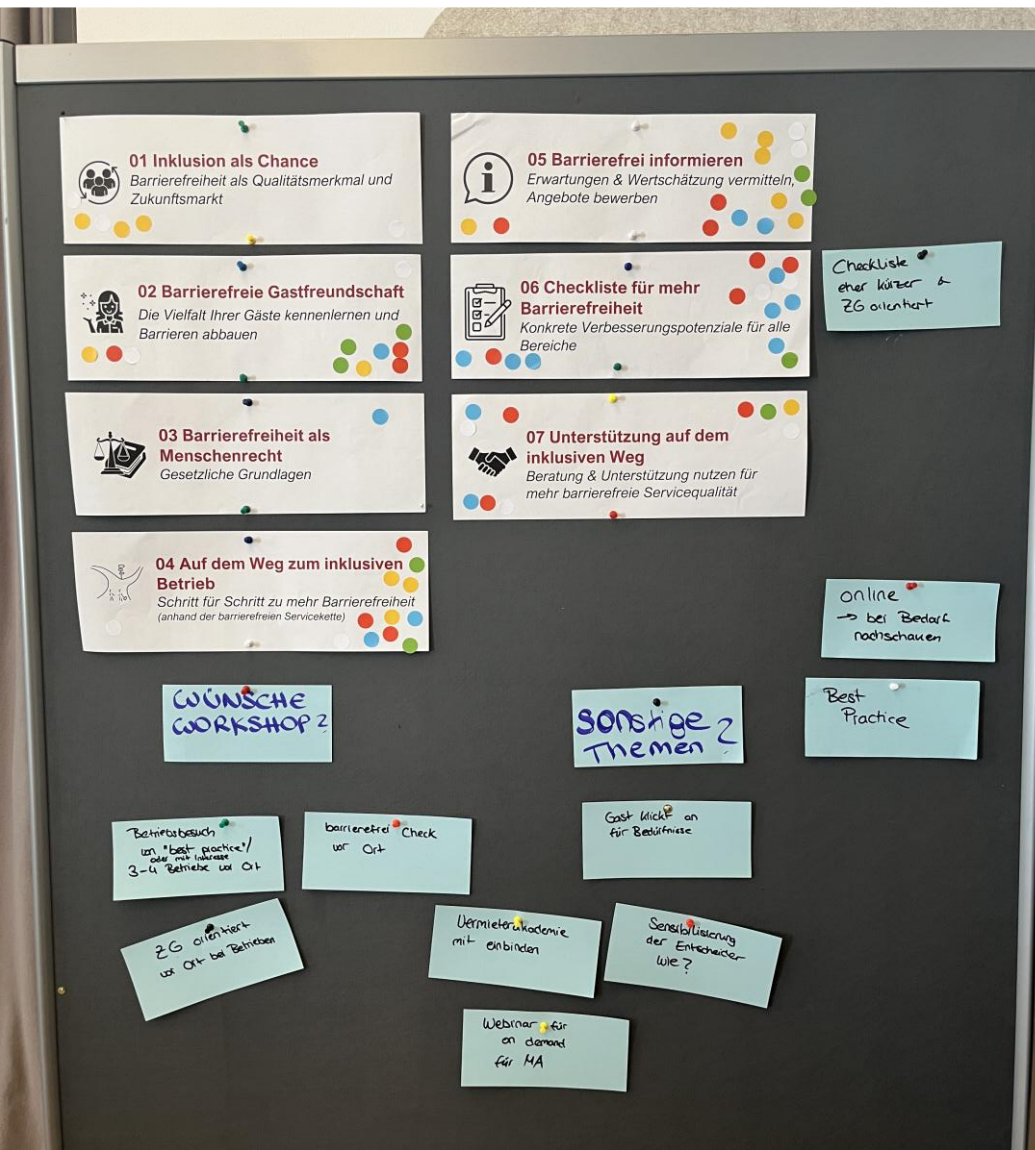 01 Inklusion als Chance
Barrierefreiheit als Qualitätsmerkmal und
Zukunftsmarkt
02 Barrierefreie Gastfreundschaft
Die Vielfalt Ihrer Gäste kennenlernen und
Barrieren abbauen
03 Barrierefreiheit als
Menschenrecht
Gesetzliche Grundlagen
04 Auf dem Weg zum inklusiven
Betrieb
Schritt für Schritt zu mehr Barrierefreiheit
(anhand der barrierefreien Servicekette)
05 Barrierefrei informieren
Erwartungen & Wertschätzung vermitteln,
Angebote bewerben
06 Checkliste für mehr
Barrierefreiheit
Konkrete Verbesserungspotenziale für alle
Bereiche
07 Unterstützung auf dem
inklusiven Weg
Beratung & Unterstützung nutzen für
mehr barrierefreie Servicequalität
Checkliste
eher kürzer &
ZG orientiert
online
→ bei Bedarf
nachschauen
Best
Practice
WÜNSCHE
WORKSHOP?
Betriebsbesuch
von "best practice"/
oder mit Interesse
3-4 Betriebe vor Ort
barrierefrei Check
vor Ort
ZG orientiert
vor Ort bei Betrieben
Sonstige
Themen?
Gast klickt an
für Bedürfnisse
Vermieterakademie
mit einbinden
Sensibilisierung
der Entscheider
Wie?
Webinar für
on demand
für MA